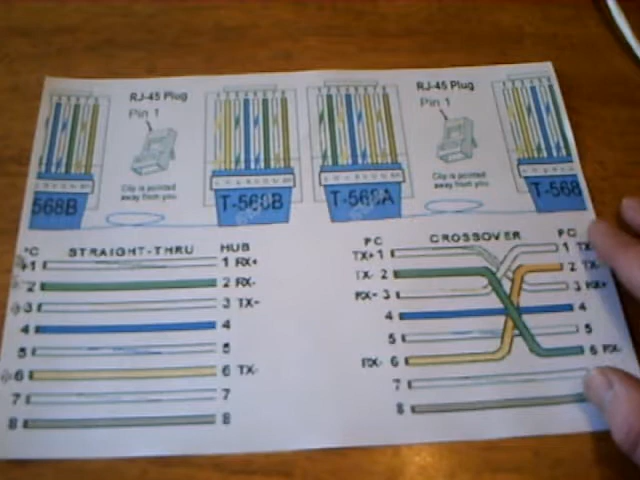 RJ-45 Plug
Pin 1
Clip is pointed
away from you
568B
T-568B
RJ-45 Plug
Pin 1
Clip is pointed
away from you
T-568A
T-568
STRAIGHT-THRU
HUB
1
1 RX+
2
2 RX-
3
3 TX-
4
4
5
5
6
6 TX-
7
7
8
8
PC
CROSSOVER
PC
TX+ 1
1
TX- 2
2 TX-
RX- 3
3 RX+
4
4
5
5
RX- 6
6 RX-
7
8